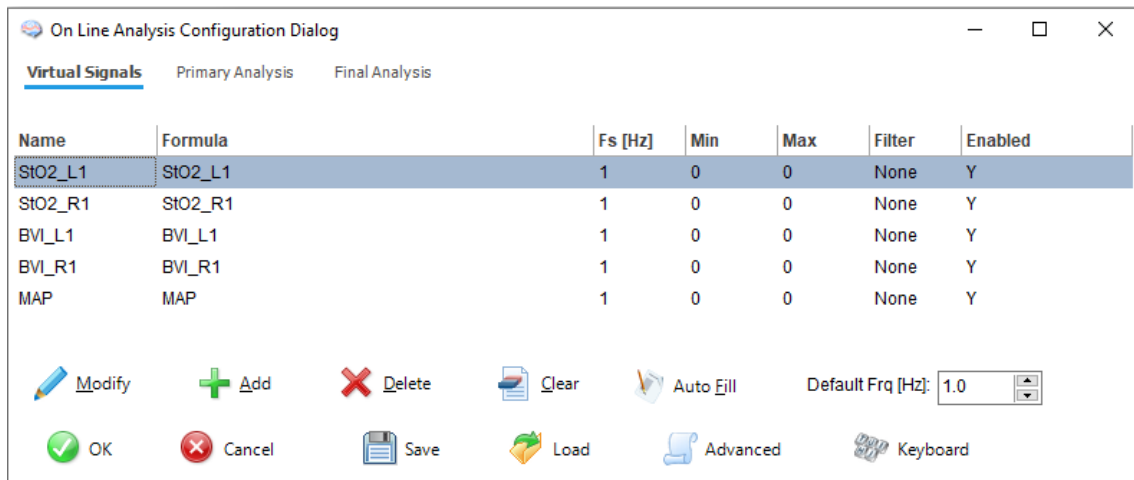 On Line Analysis Configuration Dialog
Virtual Signals Primary Analysis Final Analysis
Name Formula Fs [Hz] Min Max Filter Enabled
StO2_L1 StO2_L1 1 0 0 None Y
StO2_R1 StO2_R1 1 0 0 None Y
BVI_L1 BVI_L1 1 0 0 None Y
BVI_R1 BVI_R1 1 0 0 None Y
MAP MAP 1 0 0 None Y
Modify Add Delete Clear Auto Fill Default Frq [Hz]: 1.0
OK Cancel Save Load Advanced Keyboard